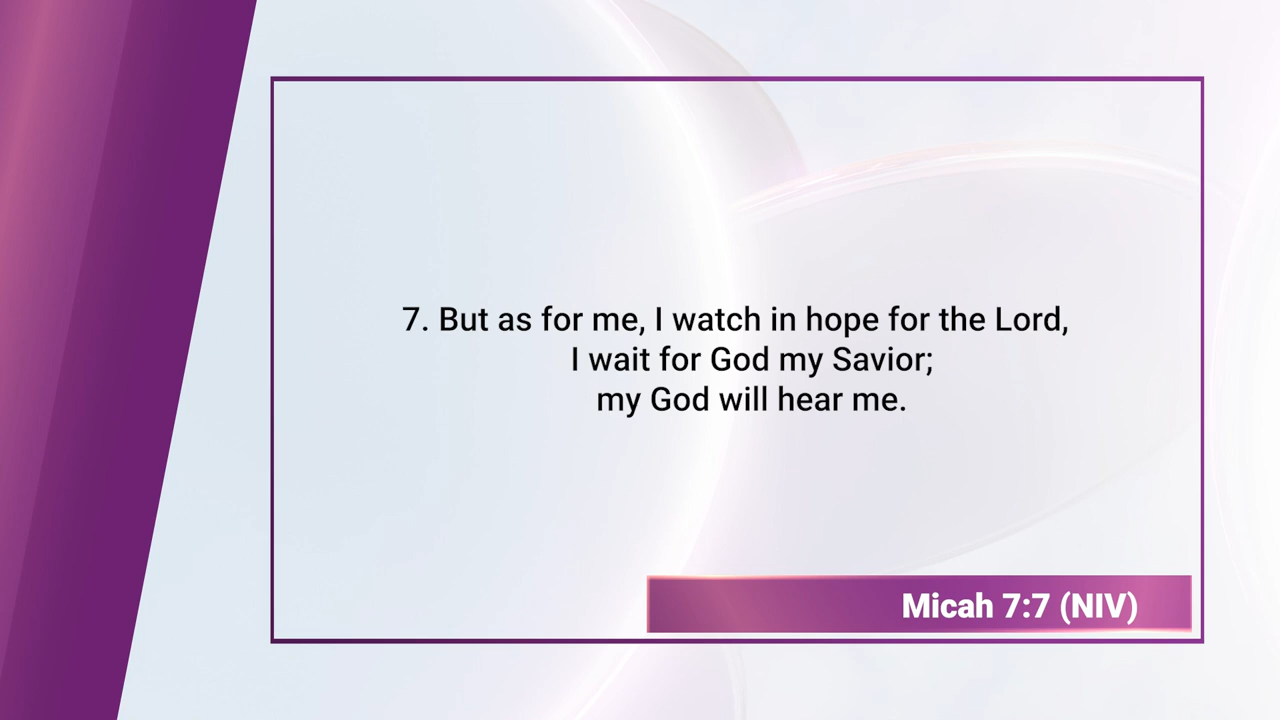 7. But as for me, I watch in hope for the Lord,
I wait for God my Savior;
my God will hear me.
Micah 7:7 (NIV)